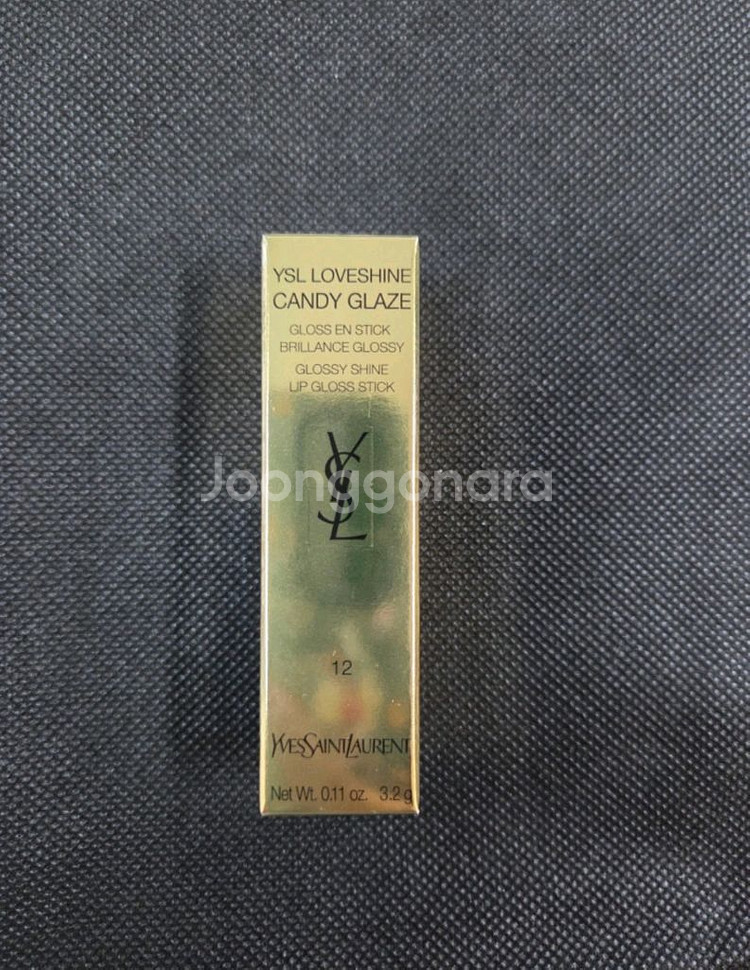 YSL LOVESHINE
CANDY GLAZE
GLOSS EN STICK
BRILLANCE GLOSSY
GLOSSY SHINE
LIP GLOSS STICK
YSL
Joonggonara
12
YVESSAINTLAURENT
Net Wt. 0.11 oz. 3.2 g